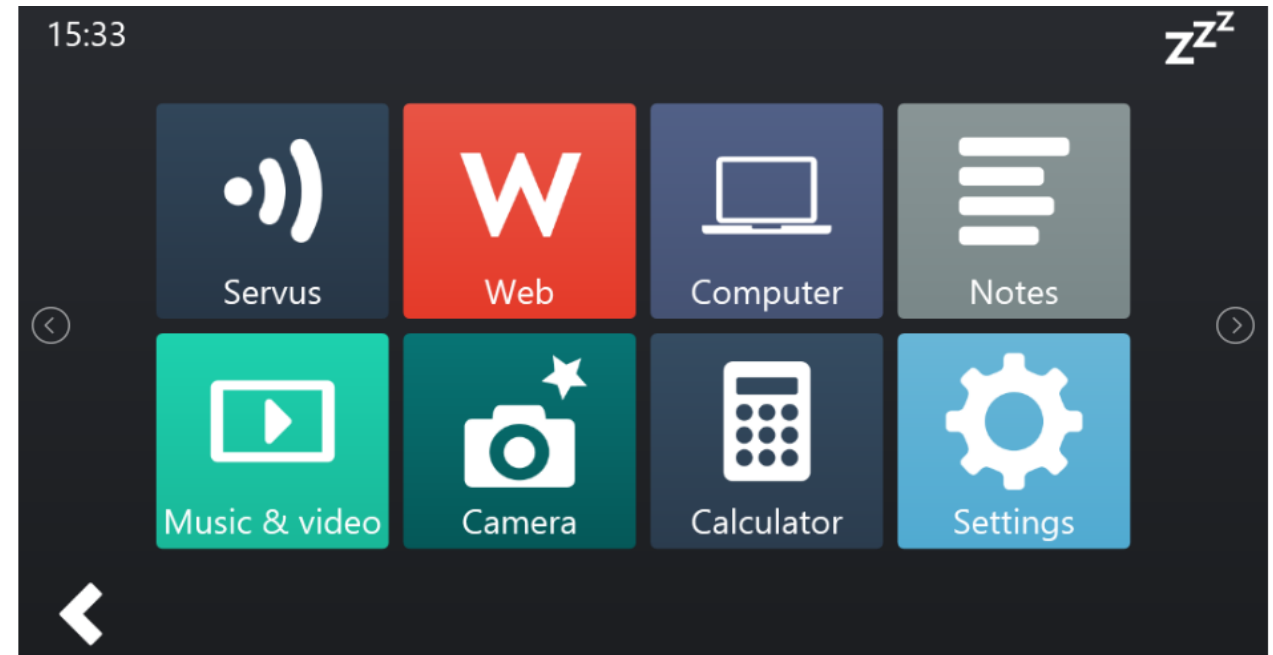 15:33
zzz
Servus
W
Web
Computer
Notes
Music & video
Camera
Calculator
Settings